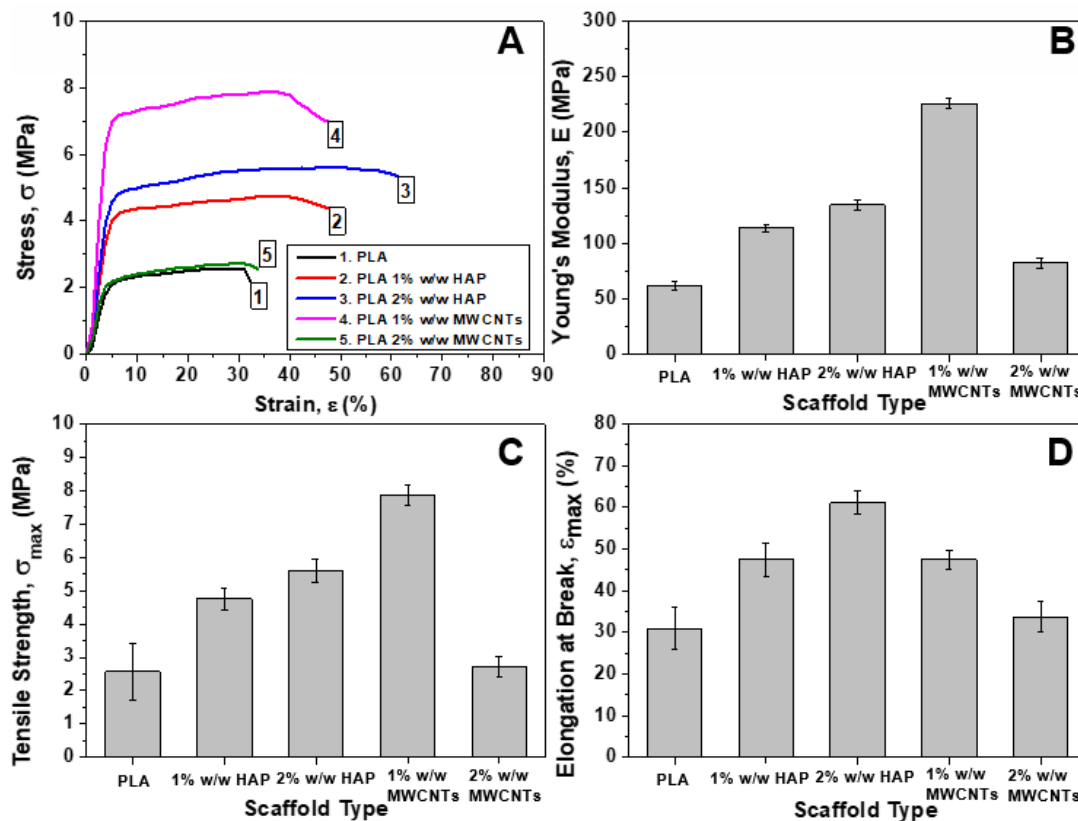 A
Stress, σ (MPa)
10
8
6
4
2
0
4
3
2
5
1
1. PLA
2. PLA 1% w/w HAP
3. PLA 2% w/w HAP
4. PLA 1% w/w MWCNTs
5. PLA 2% w/w MWCNTs
0 10 20 30 40 50 60 70 80 90
Strain, ε (%)
B
Young's Modulus, E (MPa)
300
250
200
150
100
50
0
PLA 1% w/w HAP 2% w/w HAP 1% w/w MWCNTs 2% w/w MWCNTs
Scaffold Type
C
Tensile Strength, σmax (MPa)
10
9
8
7
6
5
4
3
2
1
0
PLA 1% w/w HAP 2% w/w HAP 1% w/w MWCNTs 2% w/w MWCNTs
Scaffold Type
D
Elongation at Break, εmax (%)
80
70
60
50
40
30
20
10
0
PLA 1% w/w HAP 2% w/w HAP 1% w/w MWCNTs 2% w/w MWCNTs
Scaffold Type